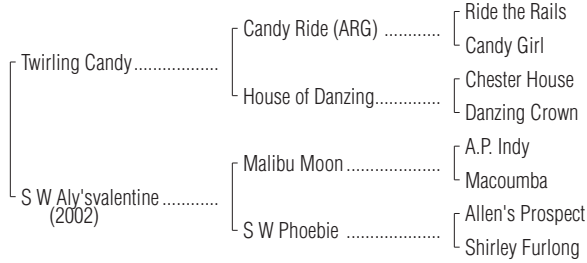 Ride the Rails
Candy Ride (ARG) ............
Candy Girl
Twirling Candy..................
Chester House
House of Danzing..............
Danzing Crown
A.P. Indy
Malibu Moon....................
Macoumba
S W Aly'svalentine ............
(2002)
Allen's Prospect
S W Phoebie ....................
Shirley Furlong